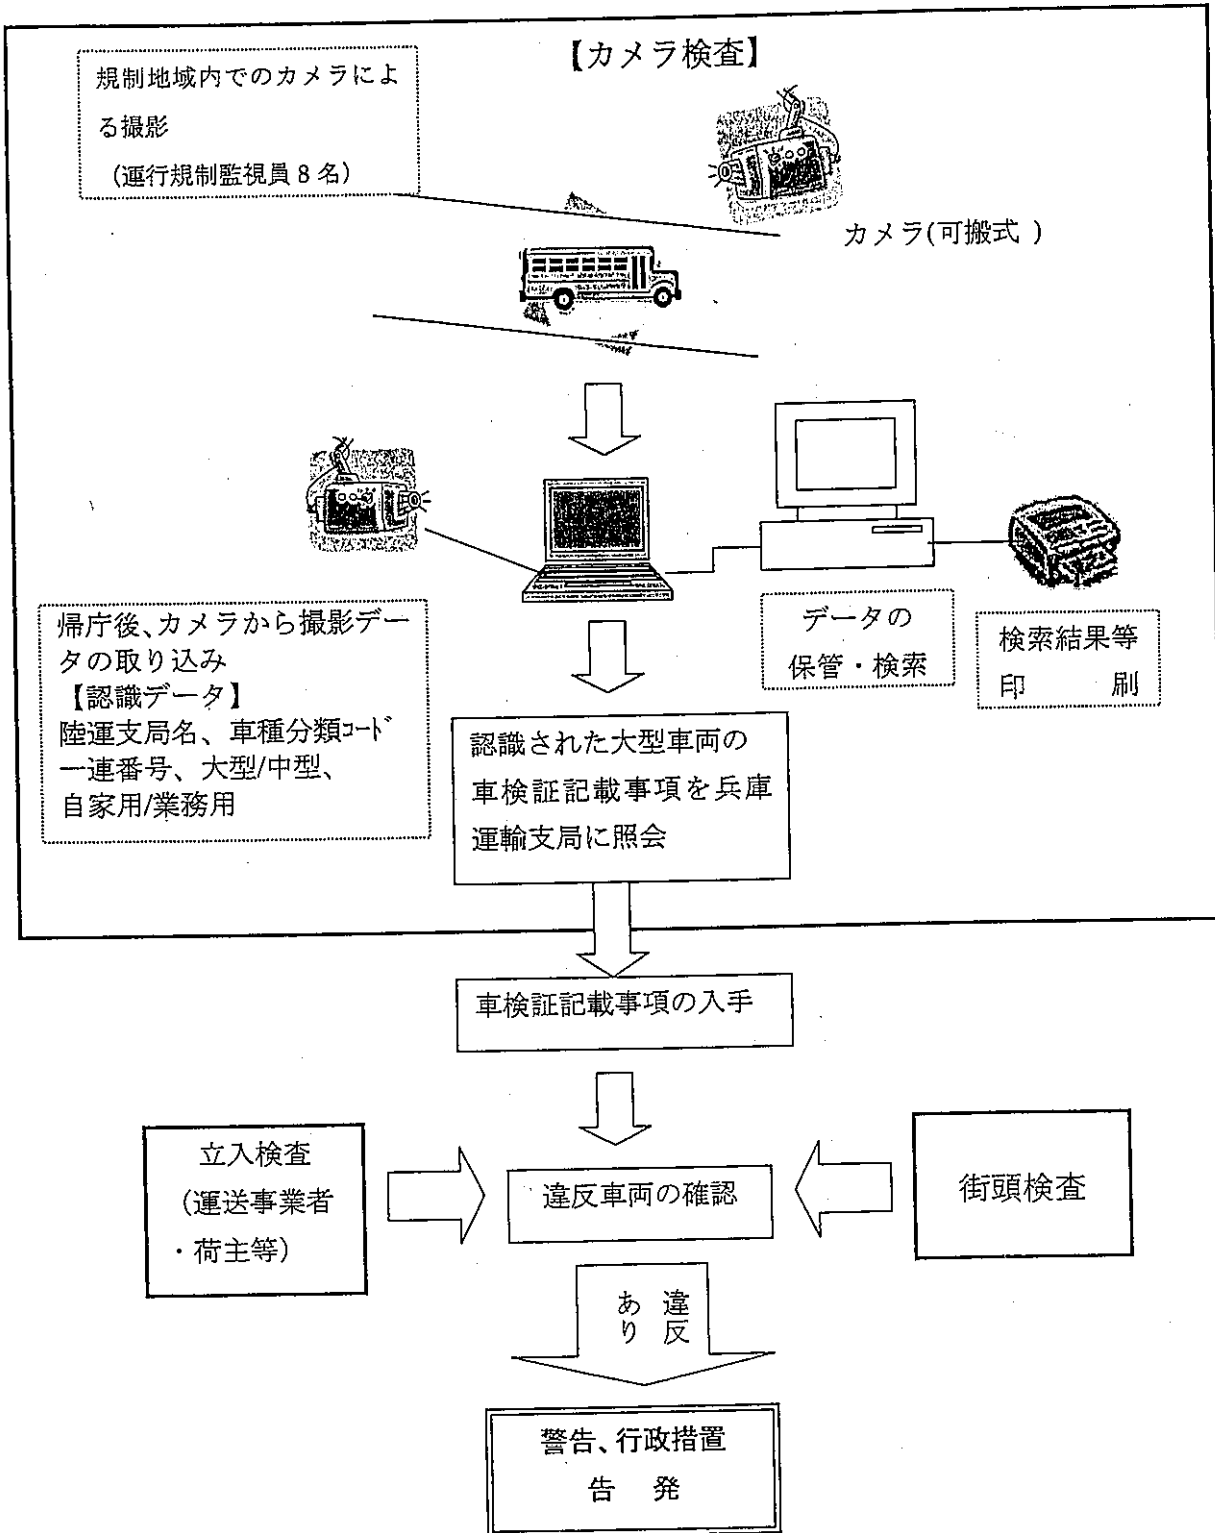 【カメラ検査】
規制地域内でのカメラによ
る撮影
(運行規制監視員8名)
カメラ(可搬式 )
帰庁後、カメラから撮影デー
タの取り込み
【認識データ】
陸運支局名、車種分類ｺｰﾄﾞ
一連番号、大型/中型、
自家用/業務用
データの
保管・検索
検索結果等
印 刷
認識された大型車両の
車検証記載事項を兵庫
運輸支局に照会
車検証記載事項の入手
立入検査
(運送事業者
・荷主等)
違反車両の確認
街頭検査
違反
あり
警告、行政措置
告 発